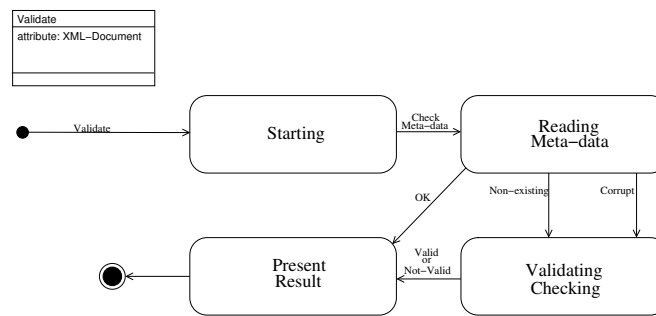 Validate
attribute: XML−Document
Validate
Starting
Check
Meta−data
Reading
Meta−data
OK
Non−existing
Corrupt
Present
Result
Valid
or
Not−Valid
Validating
Checking